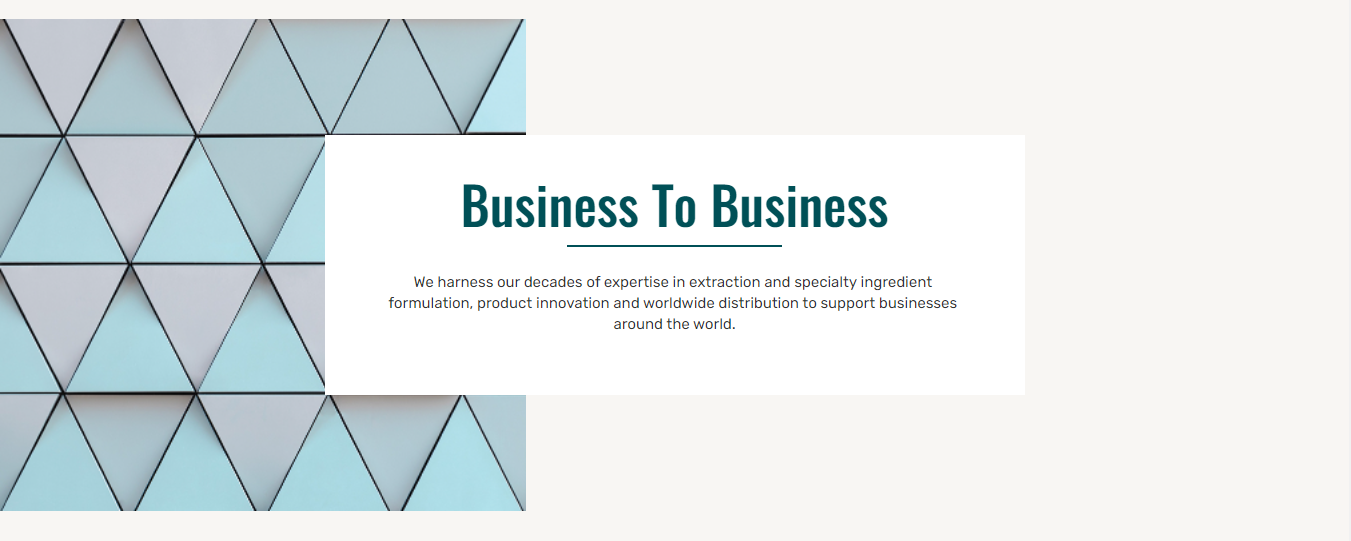 Business To Business
We harness our decades of expertise in extraction and specialty ingredient
formulation, product innovation and worldwide distribution to support businesses
around the world.